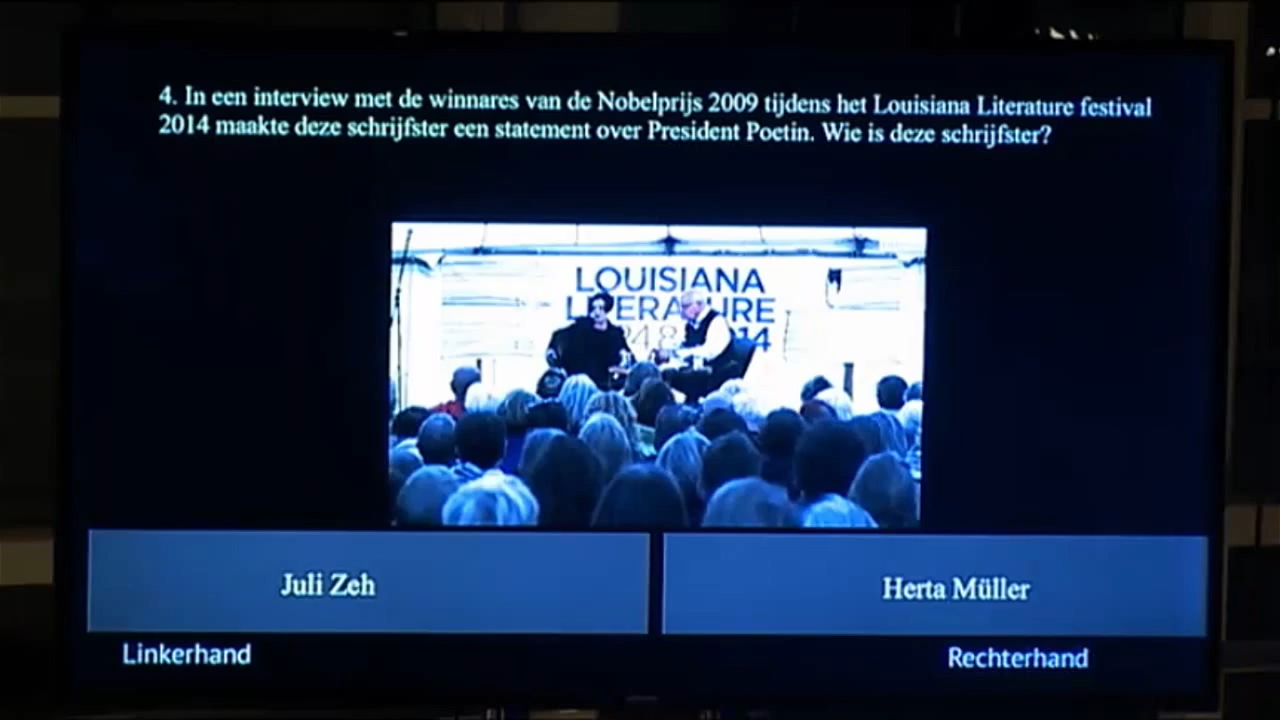 4. In een interview met de winnares van de Nobelprijs 2009 tijdens het Louisiana Literature festival
2014 maakte deze schrijfster een statement over President Poetin. Wie is deze schrijfster?
LOUISIANA
Juli Zeh
Herta Müller
Linkerhand
Rechterhand